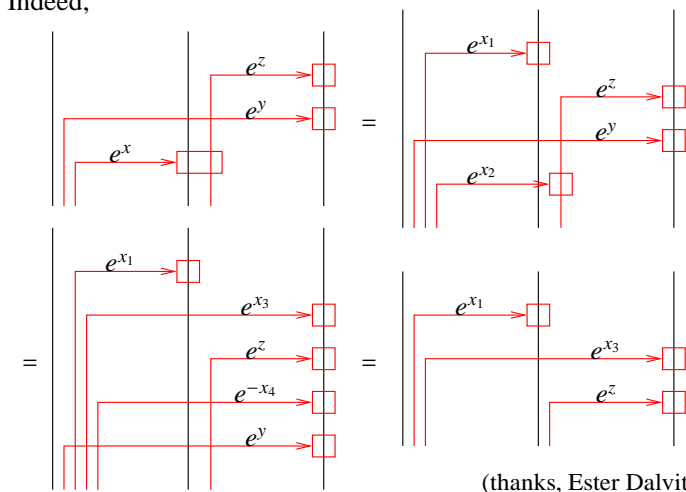 Indeed,
e^z
e^y
e^x
=
e^{x_1}
e^z
e^y
e^{x_2}
=
e^{x_1}
e^{x_3}
e^z
e^{-x_4}
e^y
=
e^{x_1}
e^{x_3}
e^z
(thanks, Ester Dalvit